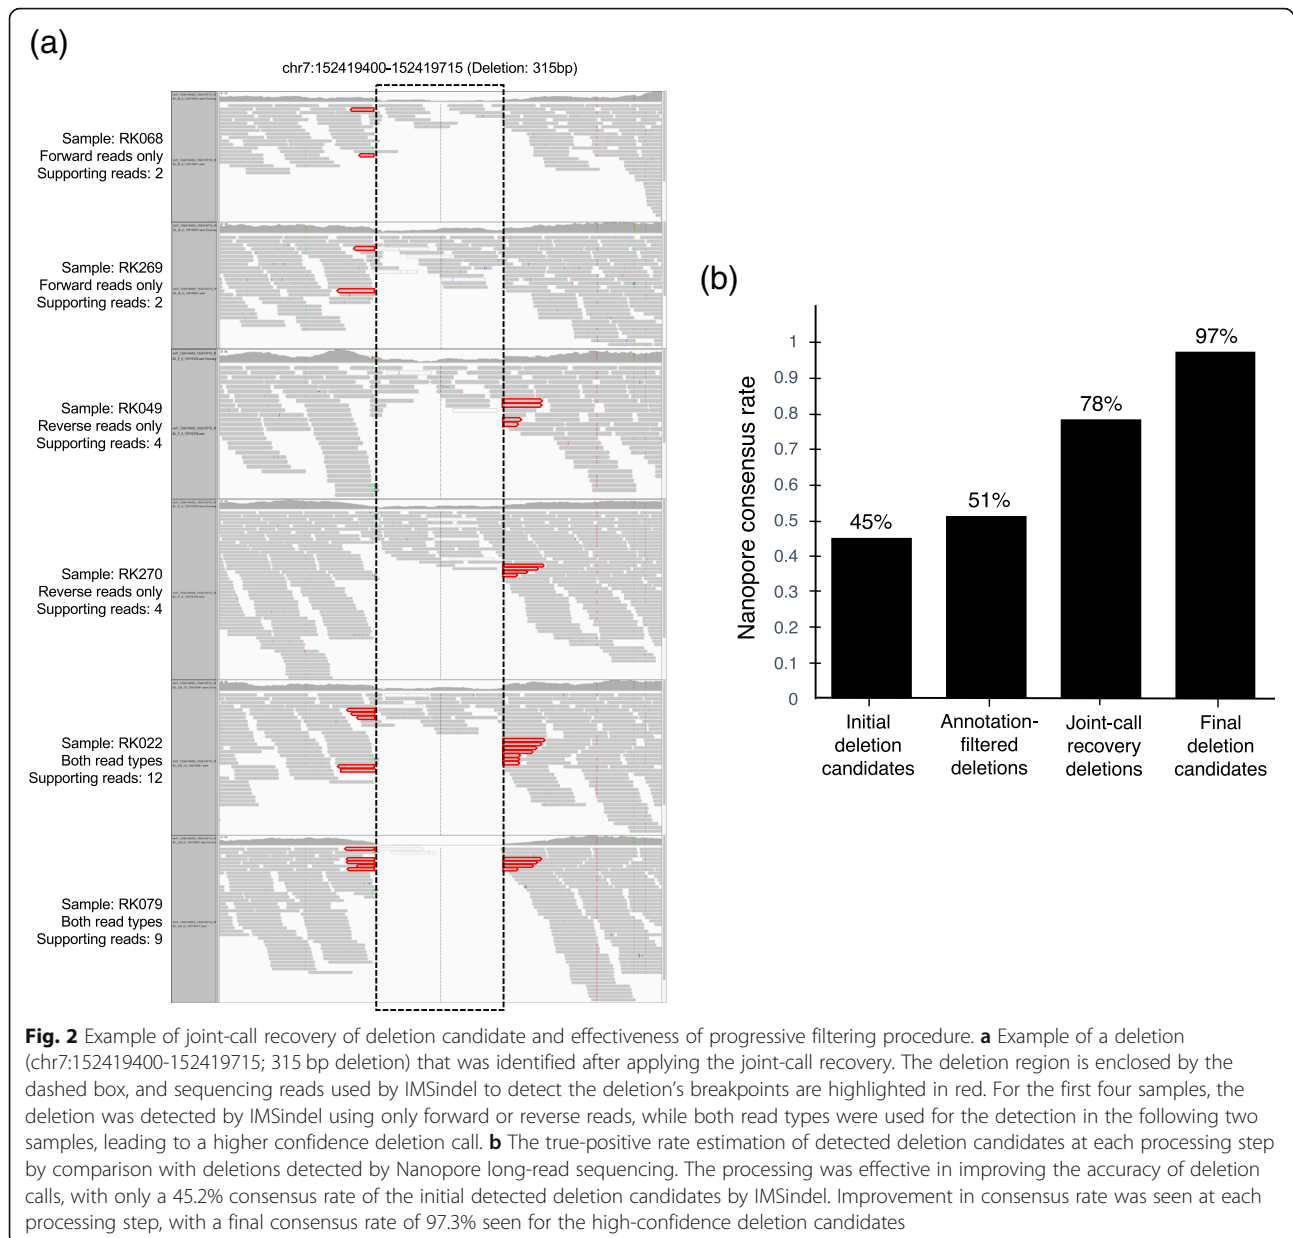 (a)
chr7:152419400-152419715 (Deletion: 315bp)
Sample: RK068
Forward reads only
Supporting reads: 2
Sample: RK269
Forward reads only
Supporting reads: 2
Sample: RK049
Reverse reads only
Supporting reads: 4
Sample: RK270
Reverse reads only
Supporting reads: 4
Sample: RK022
Both read types
Supporting reads: 12
Sample: RK079
Both read types
Supporting reads: 9
(b)
Nanopore consensus rate
1
0.9
0.8
0.7
0.6
0.5
0.4
0.3
0.2
0.1
0
45%
51%
78%
97%
Initial
deletion
candidates
Annotation-
filtered
deletions
Joint-call
recovery
deletions
Final
deletion
candidates
Fig. 2 Example of joint-call recovery of deletion candidate and effectiveness of progressive filtering procedure. a Example of a deletion
(chr7:152419400-152419715; 315 bp deletion) that was identified after applying the joint-call recovery. The deletion region is enclosed by the
dashed box, and sequencing reads used by IMSindel to detect the deletion's breakpoints are highlighted in red. For the first four samples, the
deletion was detected by IMSindel using only forward or reverse reads, while both read types were used for the detection in the following two
samples, leading to a higher confidence deletion call. b The true-positive rate estimation of detected deletion candidates at each processing step
by comparison with deletions detected by Nanopore long-read sequencing. The processing was effective in improving the accuracy of deletion
calls, with only a 45.2% consensus rate of the initial detected deletion candidates by IMSindel. Improvement in consensus rate was seen at each
processing step, with a final consensus rate of 97.3% seen for the high-confidence deletion candidates